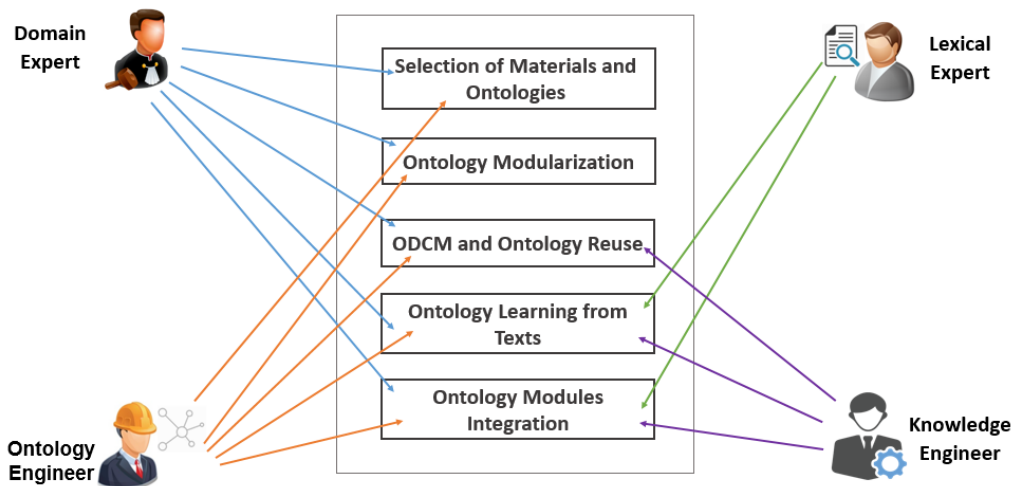 Domain
Expert
Selection of Materials and
Ontologies
Ontology Modularization
ODCM and Ontology Reuse
Ontology Learning from
Texts
Ontology Modules
Integration
Lexical
Expert
Ontology
Engineer
Knowledge
Engineer